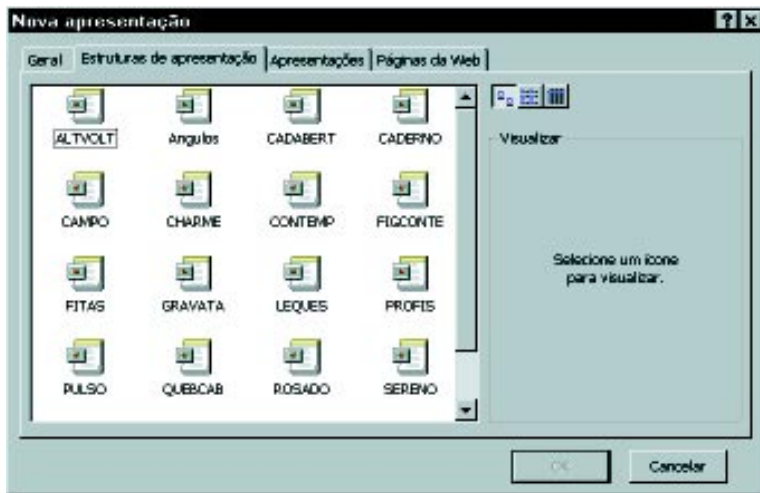 Nova apresentação
Geral Estruturas de apresentação Apresentações Páginas da Web
ALTVOLT Angulos CADABERT CADERNO
CAMPO CHARME CONTEMP FIGCONTE
FITAS GRAVATA LEQUES PROFIS
PULSO QUEBCAB ROSADO SERENO
Visualizar
Selecione um ícone
para visualizar.
OK Cancelar